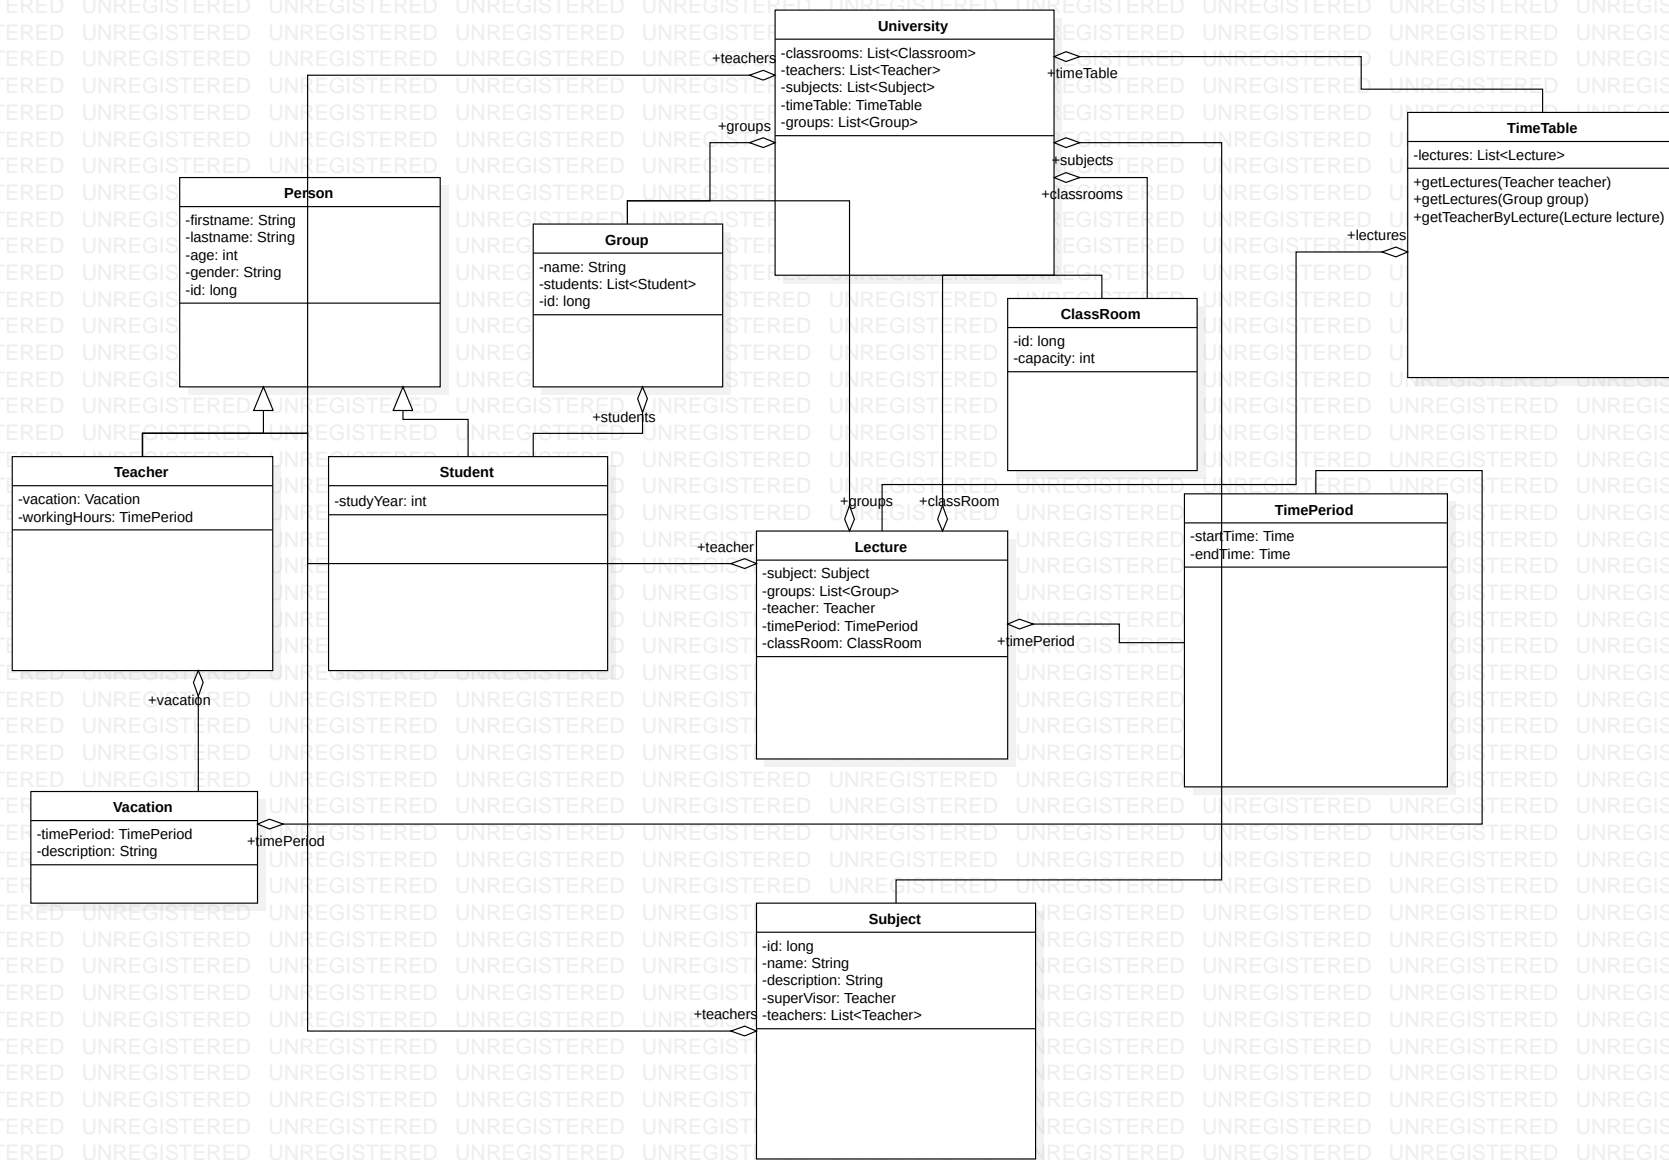 University
-classrooms: List<Classroom>
-teachers: List<Teacher>
-subjects: List<Subject>
-timeTable: TimeTable
-groups: List<Group>
+teachers
+groups
+timeTable
+subjects
+classrooms
TimeTable
-lectures: List<Lecture>
+getLectures(Teacher teacher)
+getLectures(Group group)
+getTeacherByLecture(Lecture lecture)
+lectures
Person
-firstname: String
-lastname: String
-age: int
-gender: String
-id: long
Group
-name: String
-students: List<Student>
-id: long
+students
ClassRoom
-id: long
-capacity: int
Teacher
-vacation: Vacation
-workingHours: TimePeriod
+vacation
Student
-studyYear: int
+groups
+classRoom
+teacher
Lecture
-subject: Subject
-groups: List<Group>
-teacher: Teacher
-timePeriod: TimePeriod
-classRoom: ClassRoom
+timePeriod
TimePeriod
-startTime: Time
-endTime: Time
Vacation
-timePeriod: TimePeriod
-description: String
+timePeriod
Subject
-id: long
-name: String
-description: String
-superVisor: Teacher
-teachers: List<Teacher>
+teachers
UNREGISTERED